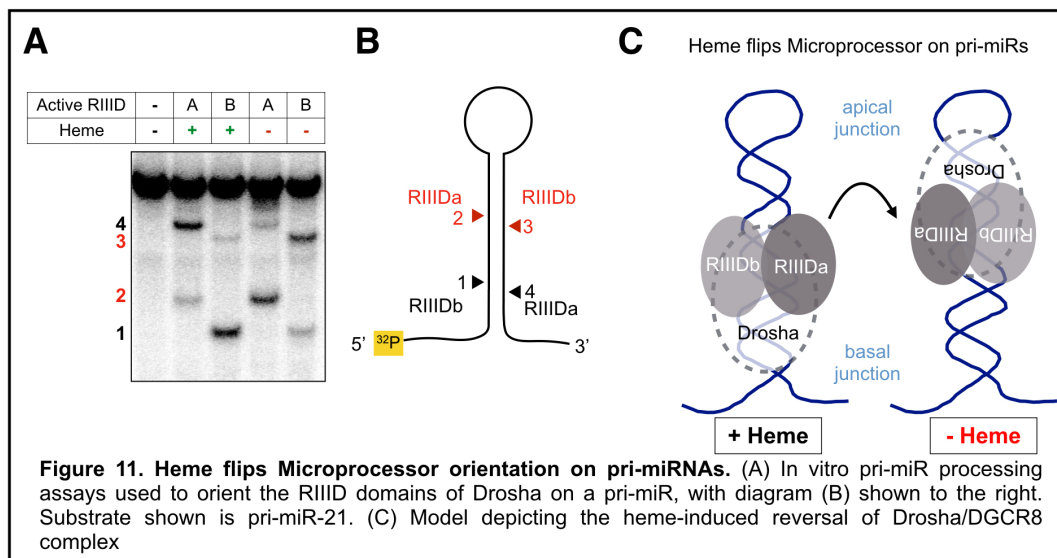 A
Active RIIID - A B A B
Heme - + + - -
4
3
2
1
B
RIIIDa
2
RIIIDb
3
1
4
RIIIDb
RIIIDa
5’ 32P
3’
C
Heme flips Microprocessor on pri-miRs
apical
junction
Drosha
RIIIDb
RIIIDa
RIIIDa
RIIIDb
Drosha
basal
junction
+ Heme
- Heme
Figure 11. Heme flips Microprocessor orientation on pri-miRNAs. (A) In vitro pri-miR processing
assays used to orient the RIIID domains of Drosha on a pri-miR, with diagram (B) shown to the right.
Substrate shown is pri-miR-21. (C) Model depicting the heme-induced reversal of Drosha/DGCR8
complex